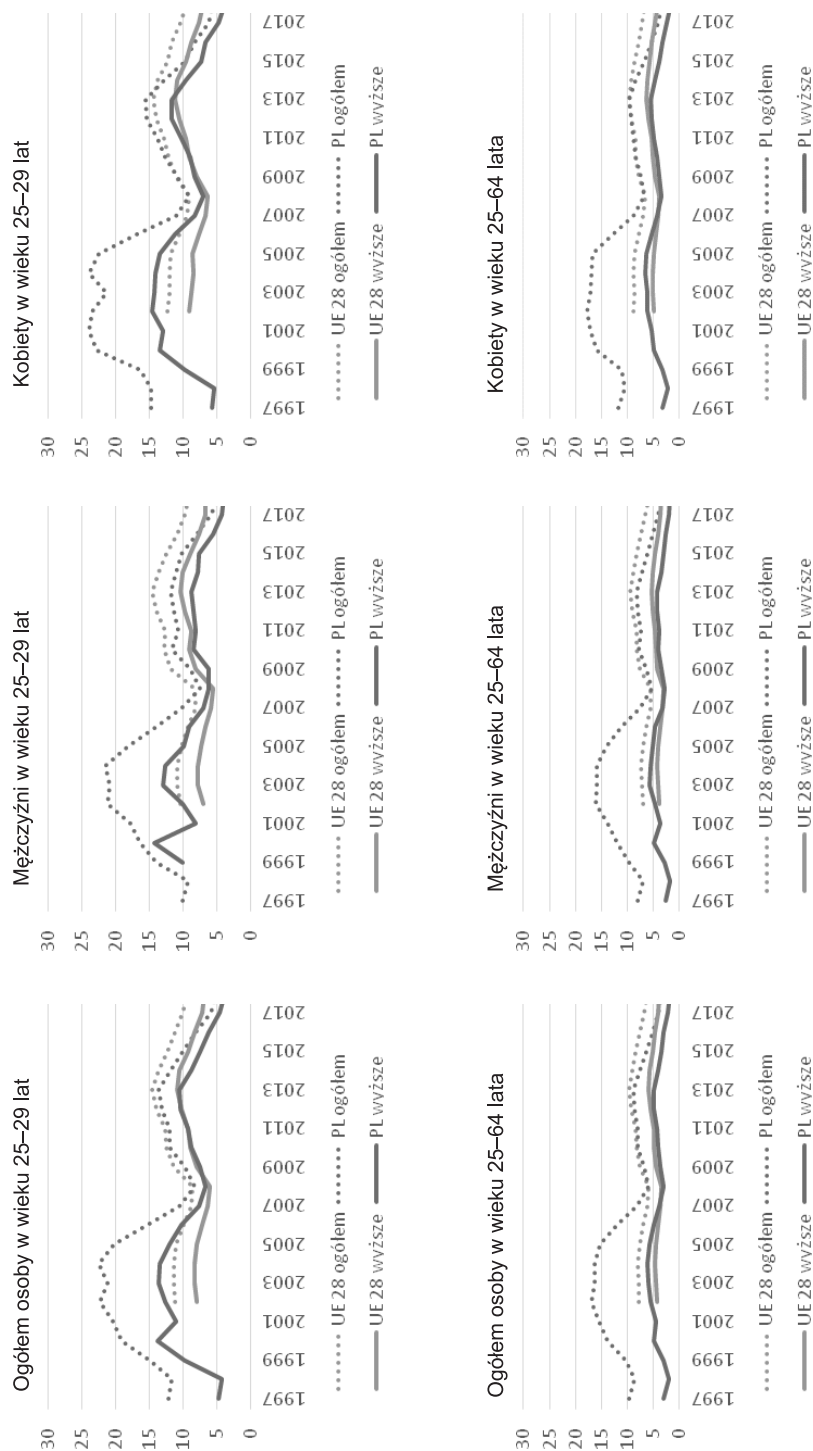 Ogółem osoby w wieku 25–29 lat
30
25
20
15
10
5
0
1997 1999 2001 2003 2005 2007 2009 2011 2013 2015 2017
UE 28 ogółem PL ogółem
UE 28 wyższe PL wyższe
Mężczyźni w wieku 25–29 lat
30
25
20
15
10
5
0
1997 1999 2001 2003 2005 2007 2009 2011 2013 2015 2017
UE 28 ogółem PL ogółem
UE 28 wyższe PL wyższe
Kobiety w wieku 25–29 lat
30
25
20
15
10
5
0
1997 1999 2001 2003 2005 2007 2009 2011 2013 2015 2017
UE 28 ogółem PL ogółem
UE 28 wyższe PL wyższe
Ogółem osoby w wieku 25–64 lata
30
25
20
15
10
5
0
1997 1999 2001 2003 2005 2007 2009 2011 2013 2015 2017
UE 28 ogółem PL ogółem
UE 28 wyższe PL wyższe
Mężczyźni w wieku 25–64 lata
30
25
20
15
10
5
0
1997 1999 2001 2003 2005 2007 2009 2011 2013 2015 2017
UE 28 ogółem PL ogółem
UE 28 wyższe PL wyższe
Kobiety w wieku 25–64 lata
30
25
20
15
10
5
0
1997 1999 2001 2003 2005 2007 2009 2011 2013 2015 2017
UE 28 ogółem PL ogółem
UE 28 wyższe PL wyższe